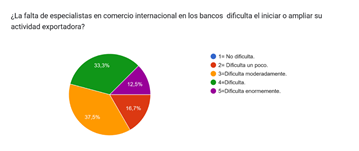 ¿La falta de especialistas en comercio internacional en los bancos dificulta el iniciar o ampliar su
actividad exportadora?
33,3%
12,5%
16,7%
37,5%
1= No dificulta.
2= Dificulta un poco.
3=Dificulta moderadamente.
4=Dificulta.
5=Dificulta enormemente.